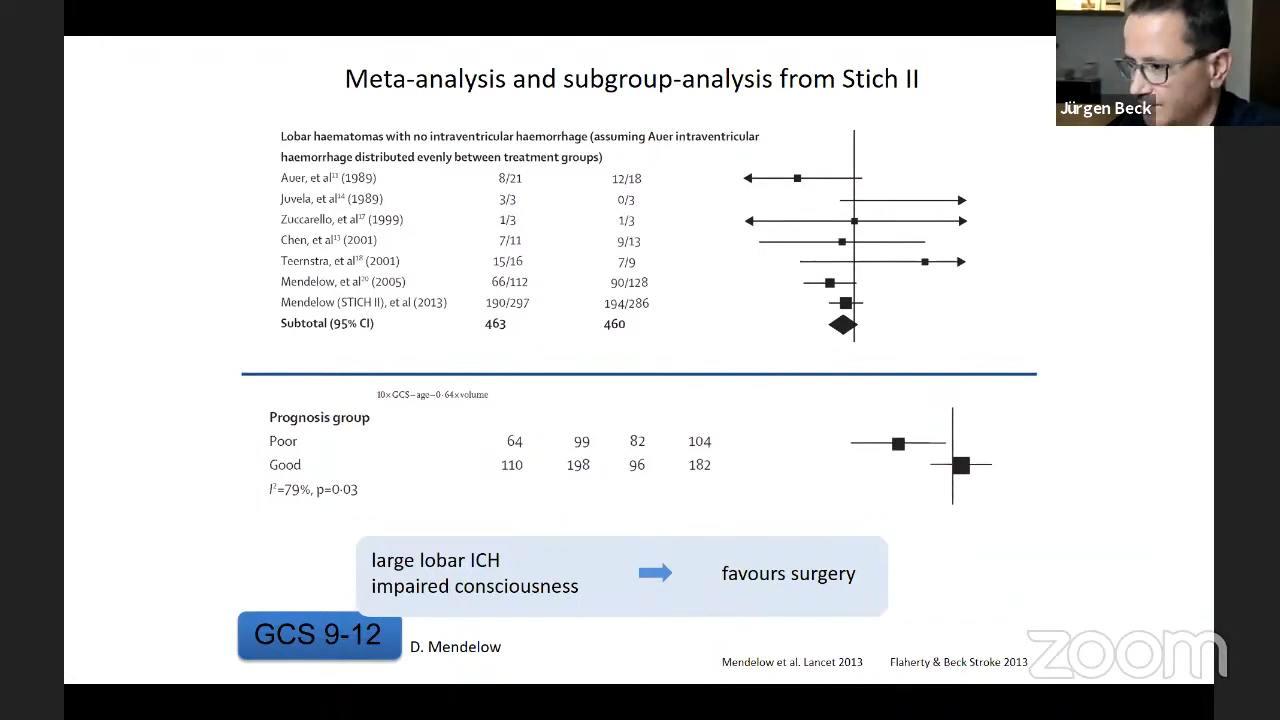 Meta-analysis and subgroup-analysis from Stich II
Jürgen Beck
Lobar haematomas with no intraventricular haemorrhage (assuming Auer intraventricular
haemorrhage distributed evenly between treatment groups)
Auer, et al¹¹ (1989) 8/21 12/18
Juvela, et al¹⁴ (1989) 3/3 0/3
Zuccarello, et al¹⁷ (1999) 1/3 1/3
Chen, et al¹³ (2001) 7/11 9/13
Teernstra, et al¹⁸ (2001) 15/16 7/9
Mendelow, et al²⁰ (2005) 66/112 90/128
Mendelow (STICH II), et al (2013) 190/297 194/286
Subtotal (95% CI) 463 460
10×GCS–age–0·64×volume
Prognosis group
Poor 64 99 82 104
Good 110 198 96 182
I²=79%, p=0·03
large lobar ICH
impaired consciousness
favours surgery
GCS 9-12
D. Mendelow
Mendelow et al. Lancet 2013 Flaherty & Beck Stroke 2013
zoom